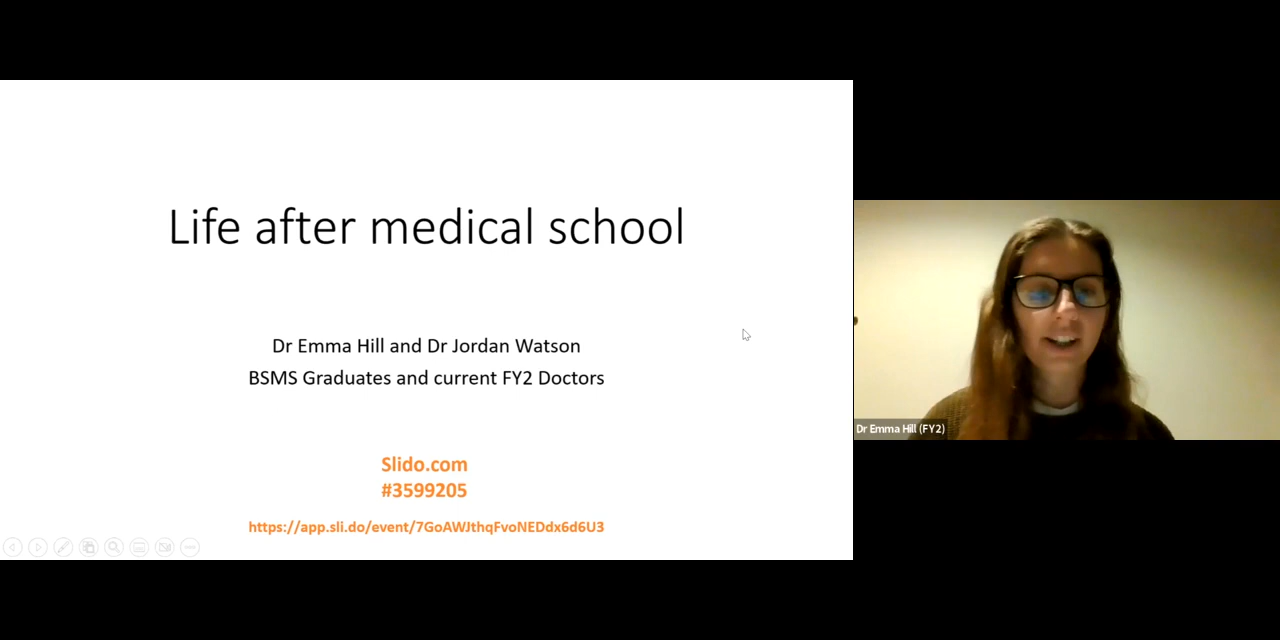 Life after medical school
Dr Emma Hill and Dr Jordan Watson
BSMS Graduates and current FY2 Doctors
Slido.com
#3599205
https://app.sli.do/event/7GoAWJthqFvoNEDdx6d6U3
Dr Emma Hill (FY2)